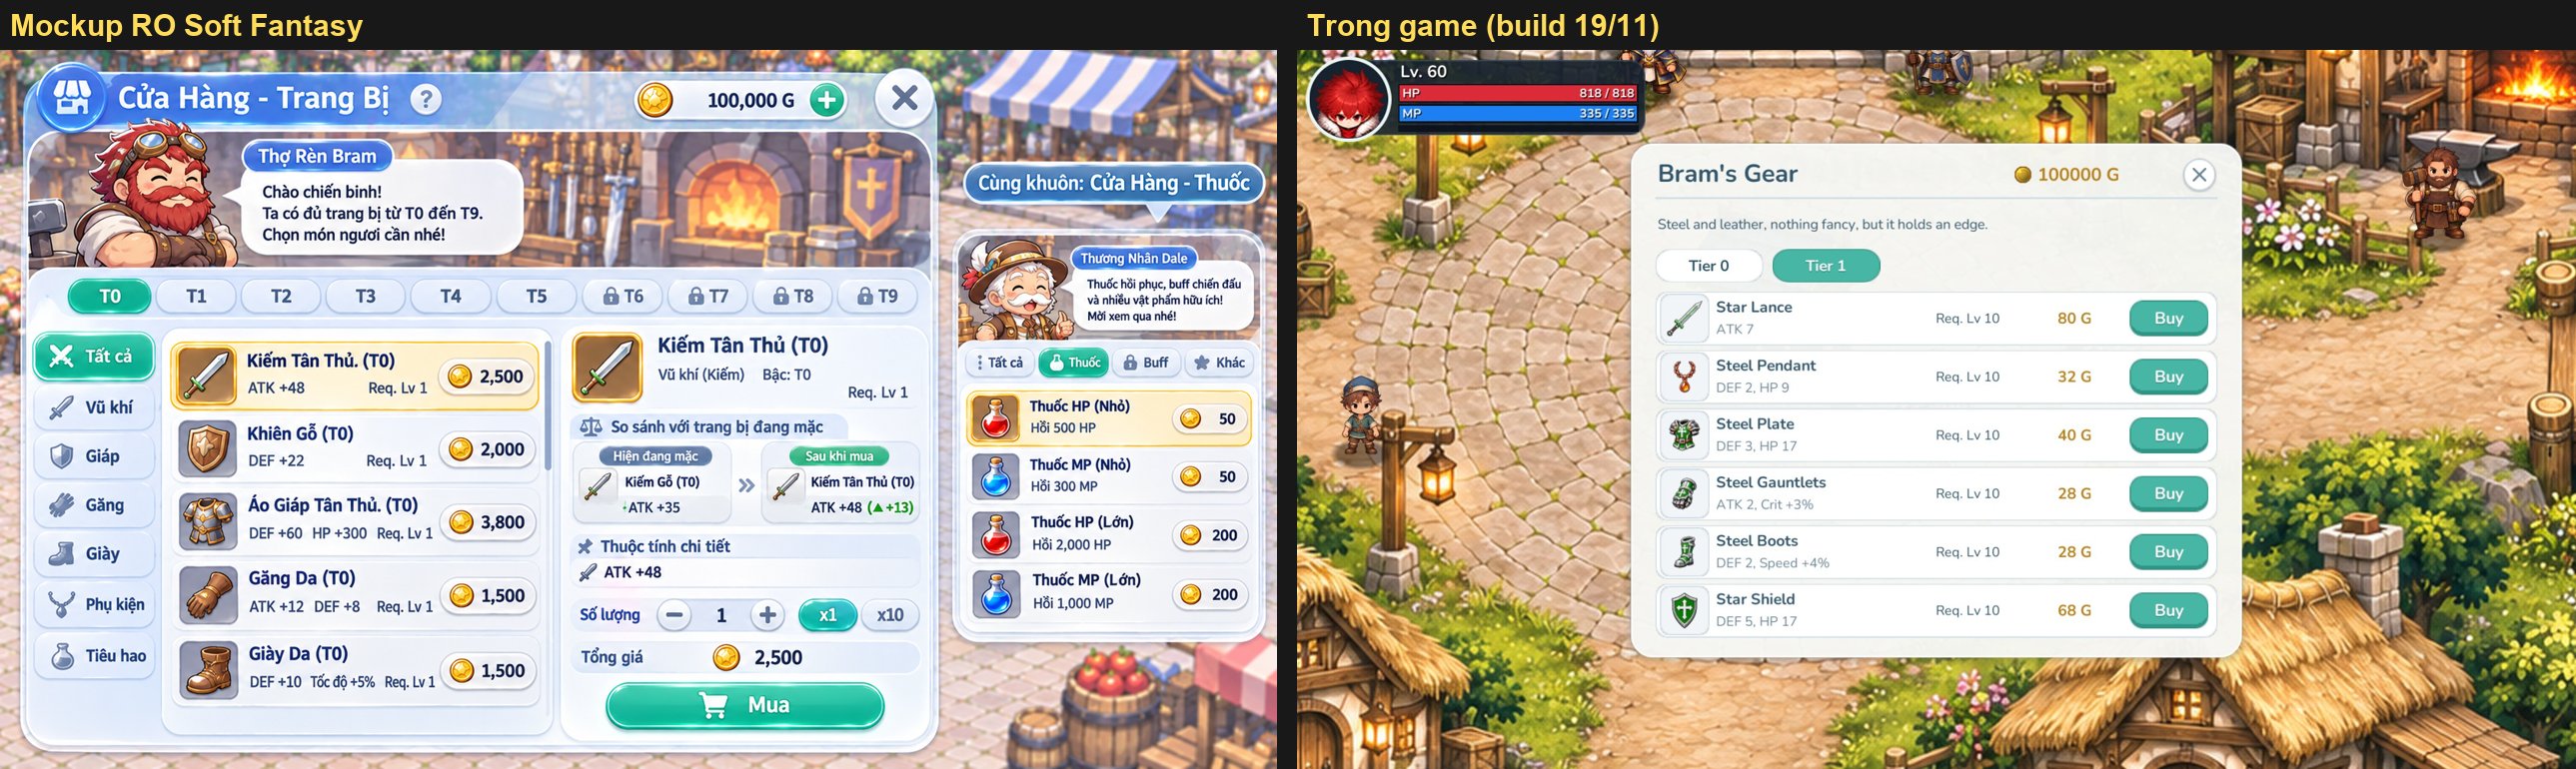 Mockup RO Soft Fantasy
Cửa Hàng - Trang Bị ?
100,000 G
Thợ Rèn Bram
Chào chiến binh!
Ta có đủ trang bị từ T0 đến T9.
Chọn món ngươi cần nhé!
T0 T1 T2 T3 T4 T5 T6 T7 T8 T9
Tất cả
Vũ khí
Giáp
Găng
Giày
Phụ kiện
Tiêu hao
Kiếm Tân Thủ. (T0)
ATK +48 Req. Lv 1
2,500
Khiên Gỗ (T0)
DEF +22 Req. Lv 1
2,000
Áo Giáp Tân Thủ. (T0)
DEF +60 HP +300 Req. Lv 1
3,800
Găng Da (T0)
ATK +12 DEF +8 Req. Lv 1
1,500
Giày Da (T0)
DEF +10 Tốc độ +5% Req. Lv 1
1,500
Kiếm Tân Thủ (T0)
Vũ khí (Kiếm) Bậc: T0
Req. Lv 1
So sánh với trang bị đang mặc
Hiện đang mặc
Kiếm Gỗ (T0)
ATK +35
Sau khi mua
Kiếm Tân Thủ (T0)
ATK +48 (▲+13)
Thuộc tính chi tiết
ATK +48
Số lượng 1 x1 x10
Tổng giá 2,500
Mua
Cùng khuôn: Cửa Hàng - Thuốc
Thương Nhân Dale
Thuốc hồi phục, buff chiến đấu
và nhiều vật phẩm hữu ích!
Mời xem qua nhé!
Tất cả Thuốc Buff Khác
Thuốc HP (Nhỏ)
Hồi 500 HP
50
Thuốc MP (Nhỏ)
Hồi 300 MP
50
Thuốc HP (Lớn)
Hồi 2,000 HP
200
Thuốc MP (Lớn)
Hồi 1,000 MP
200
Trong game (build 19/11)
Lv. 60
HP 818 / 818
MP 335 / 335
Bram's Gear
100000 G
Steel and leather, nothing fancy, but it holds an edge.
Tier 0 Tier 1
Star Lance
ATK 7
Req. Lv 10 80 G Buy
Steel Pendant
DEF 2, HP 9
Req. Lv 10 32 G Buy
Steel Plate
DEF 3, HP 17
Req. Lv 10 40 G Buy
Steel Gauntlets
ATK 2, Crit +3%
Req. Lv 10 28 G Buy
Steel Boots
DEF 2, Speed +4%
Req. Lv 10 28 G Buy
Star Shield
DEF 5, HP 17
Req. Lv 10 68 G Buy